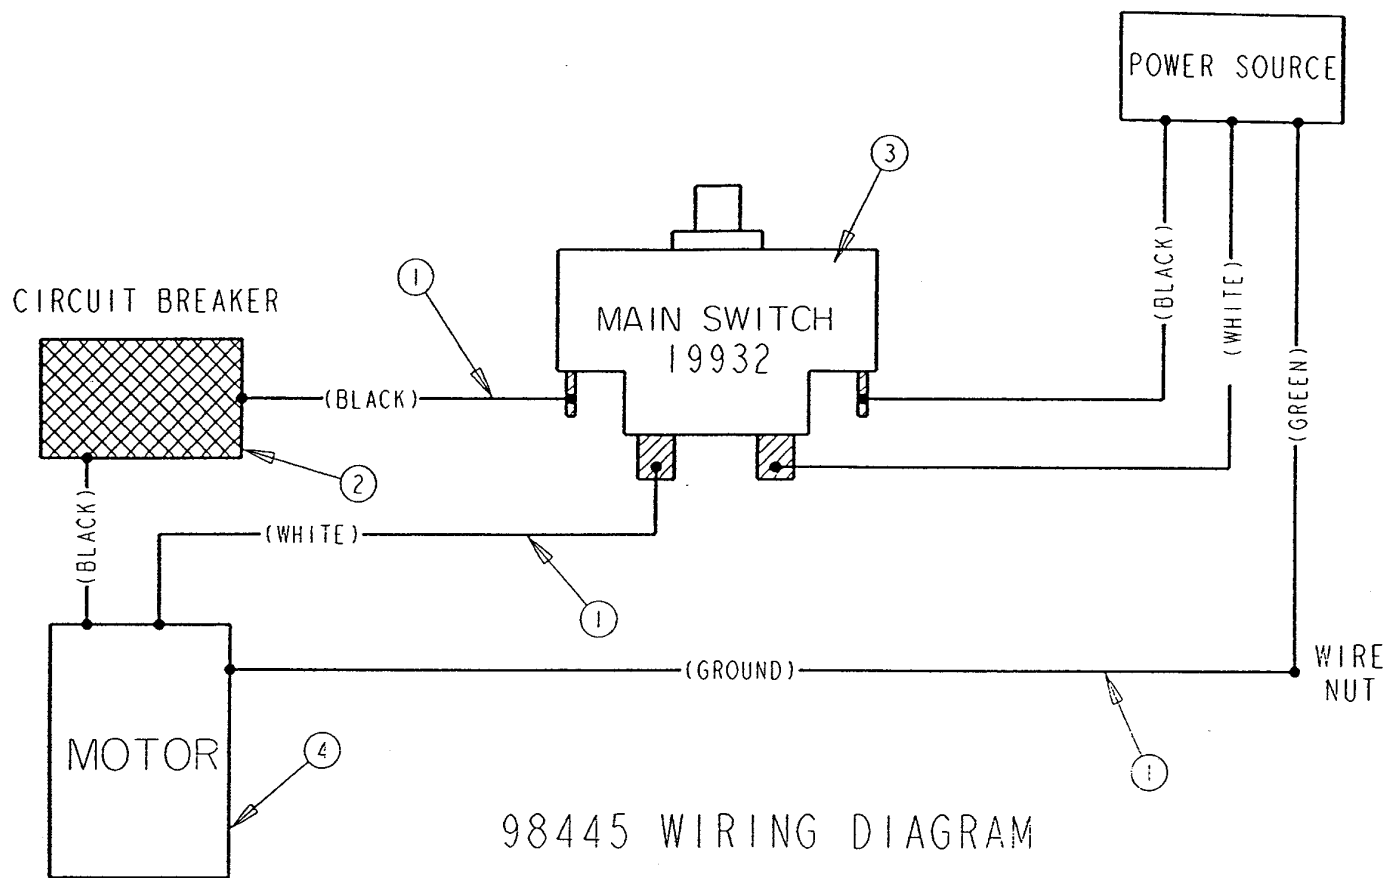 POWER SOURCE
3
(BLACK)
(WHITE)
(GREEN)
1
CIRCUIT BREAKER
MAIN SWITCH
19932
(BLACK)
2
(BLACK)
(WHITE)
1
(GROUND)
WIRE
NUT
MOTOR
4
1
98445 WIRING DIAGRAM